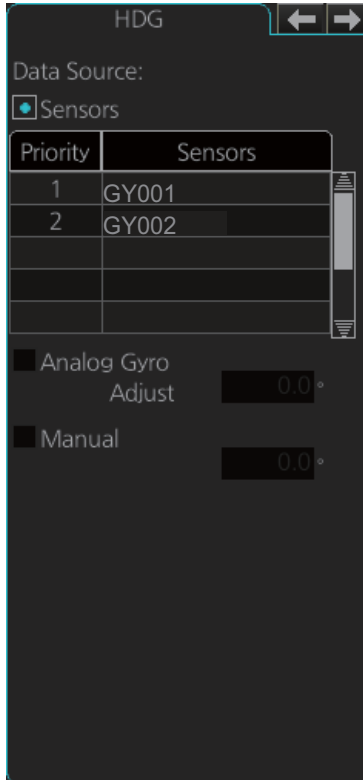 HDG
Data Source:
Sensors
Priority Sensors
1 GY001
2 GY002
Analog Gyro
Adjust 0.0 °
Manual
0.0 °